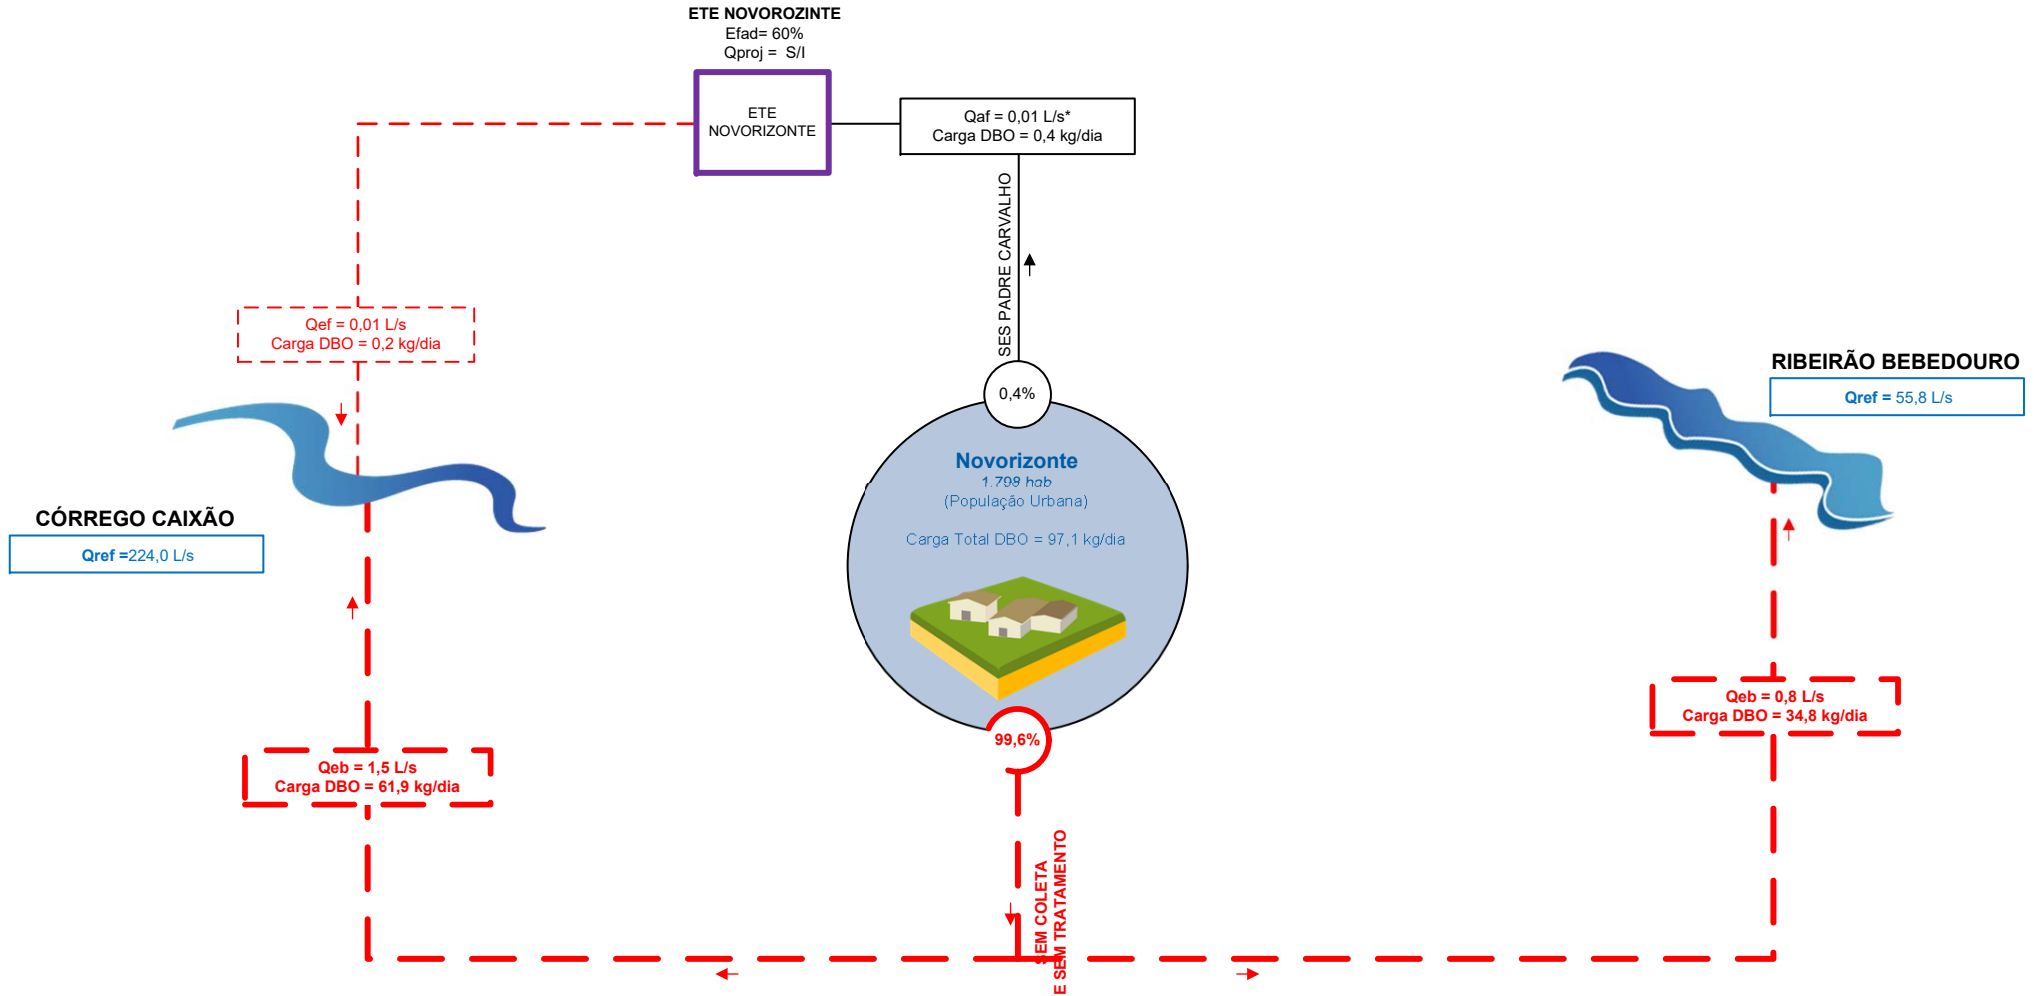 ETE NOVOROZINTE
Efad= 60%
Qproj = S/I
ETE
NOVORIZONTE
Qaf = 0,01 L/s*
Carga DBO = 0,4 kg/dia
SES PADRE CARVALHO
Qef = 0,01 L/s
Carga DBO = 0,2 kg/dia
RIBEIRÃO BEBEDOURO
Qref = 55,8 L/s
0,4%
Novorizonte
1.798 hab
(População Urbana)
Carga Total DBO = 97,1 kg/dia
CÓRREGO CAIXÃO
Qref =224,0 L/s
Qeb = 0,8 L/s
Carga DBO = 34,8 kg/dia
99,6%
Qeb = 1,5 L/s
Carga DBO = 61,9 kg/dia
SEM COLETA
E SEM TRATAMENTO